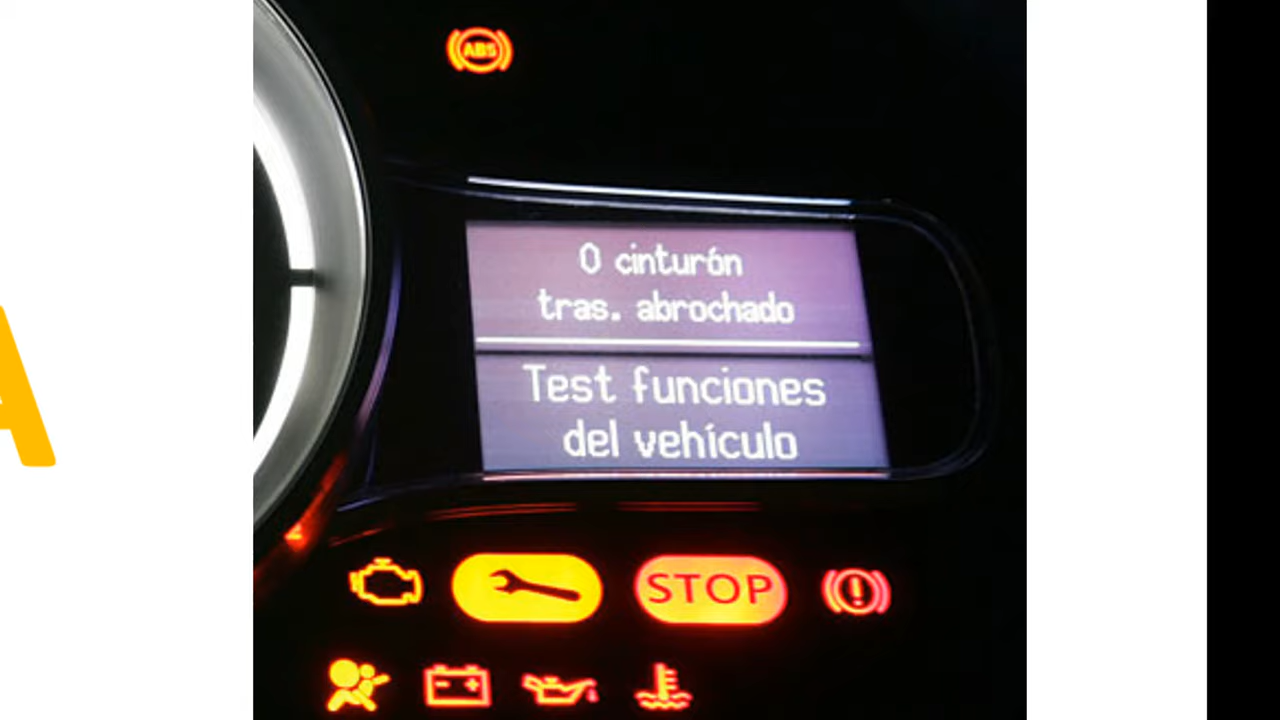 ABS
0 cinturón
tras. abrochado
Test funciones
del vehículo
STOP
A